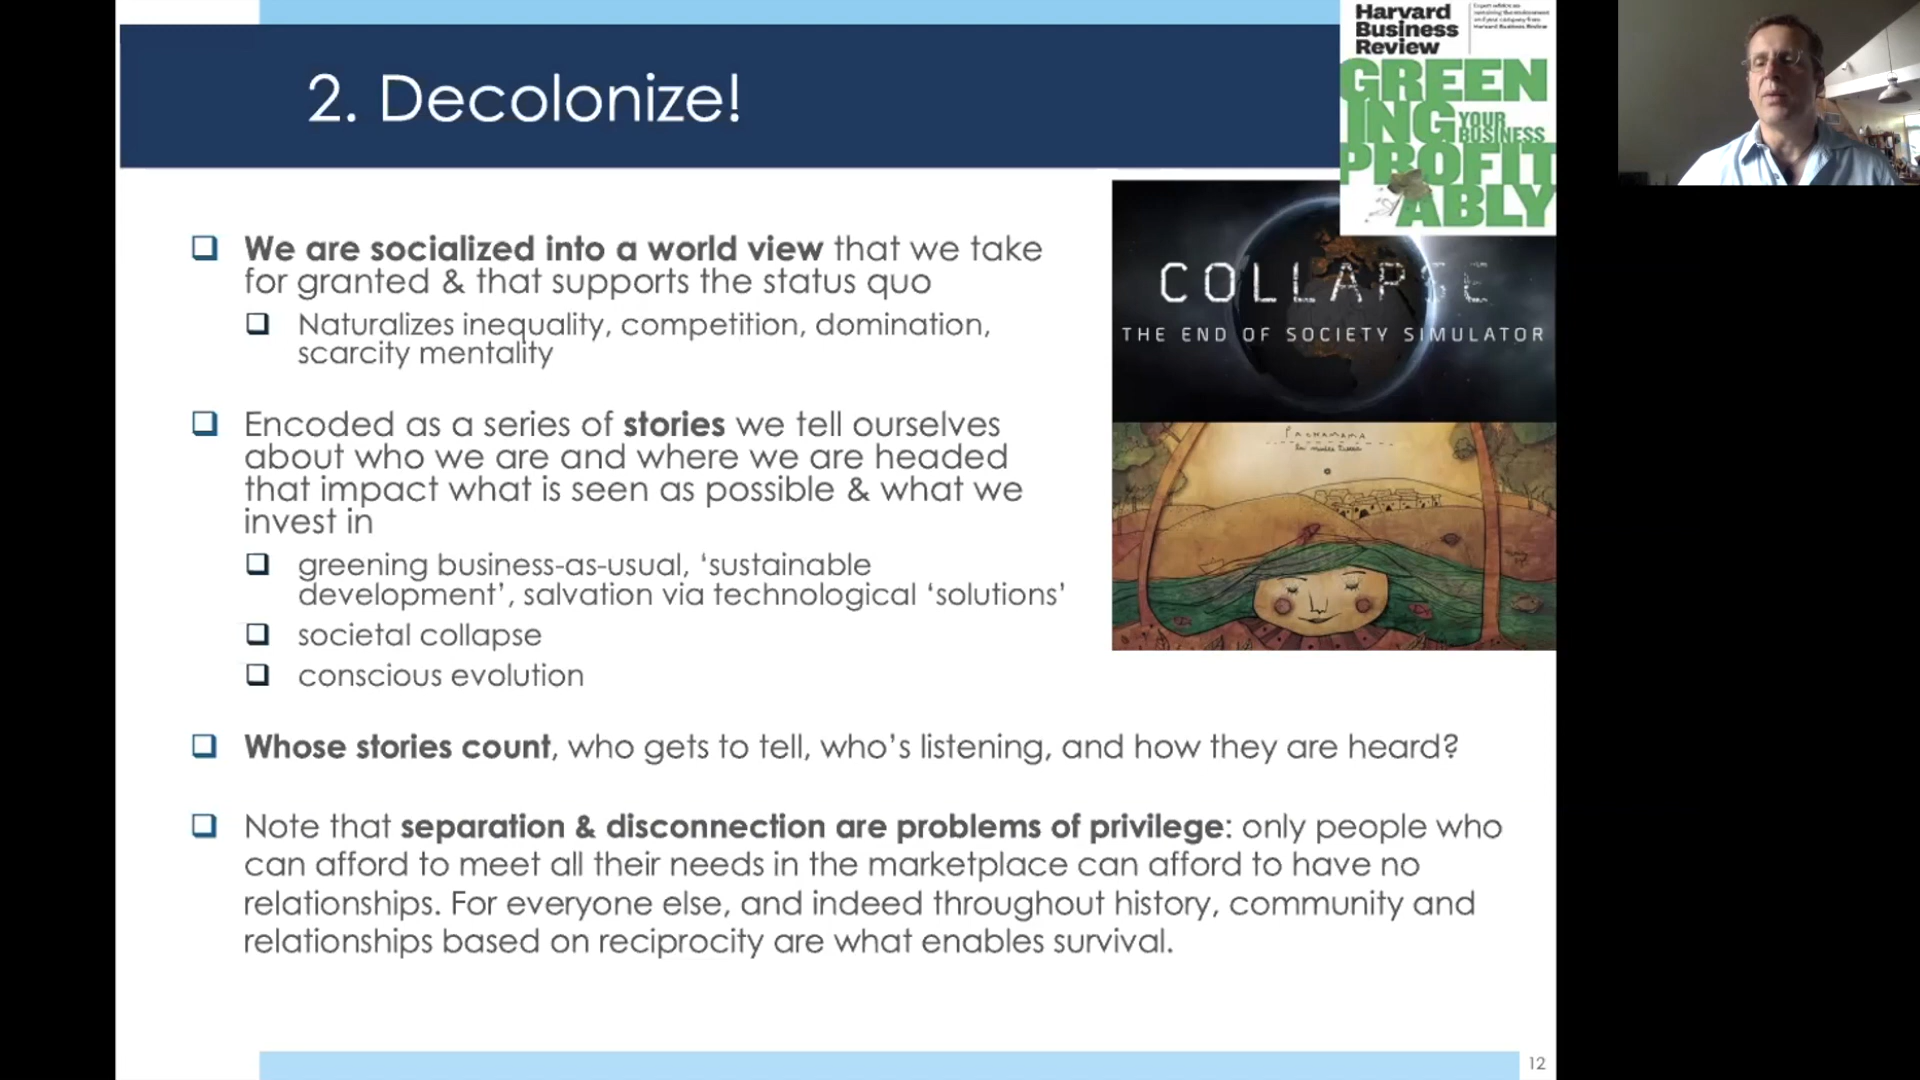 2. Decolonize!
Harvard
Business
Review
GREEN
ING YOUR
BUSINESS
PROFIT
ABLY
We are socialized into a world view that we take
for granted & that supports the status quo
Naturalizes inequality, competition, domination,
scarcity mentality
COLLAPSE
THE END OF SOCIETY SIMULATOR
Encoded as a series of stories we tell ourselves
about who we are and where we are headed
that impact what is seen as possible & what we
invest in
greening business-as-usual, ‘sustainable
development’, salvation via technological ‘solutions’
societal collapse
conscious evolution
PACHAMAMA
Whose stories count, who gets to tell, who’s listening, and how they are heard?
Note that separation & disconnection are problems of privilege: only people who
can afford to meet all their needs in the marketplace can afford to have no
relationships. For everyone else, and indeed throughout history, community and
relationships based on reciprocity are what enables survival.
12